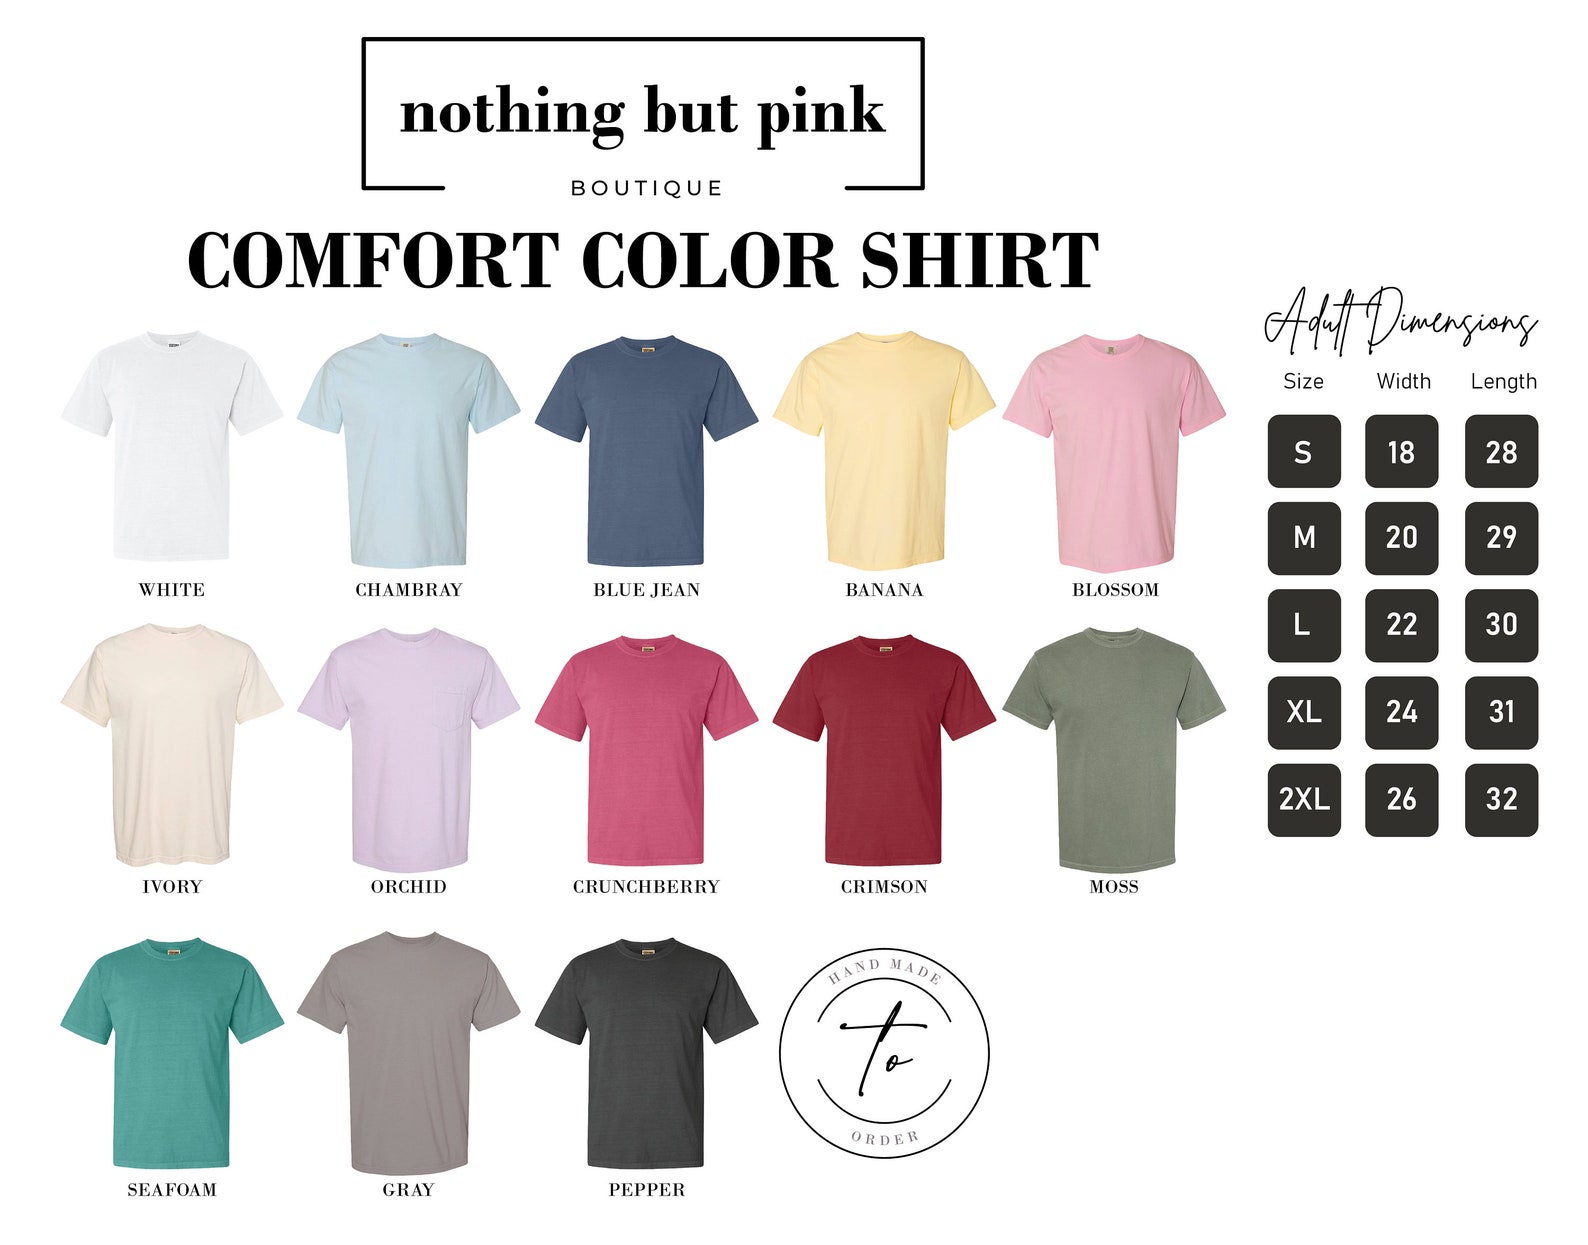 nothing but pink
BOUTIQUE
COMFORT COLOR SHIRT
WHITE
CHAMBRAY
BLUE JEAN
BANANA
BLOSSOM
IVORY
ORCHID
CRUNCHBERRY
CRIMSON
MOSS
SEAFOAM
GRAY
PEPPER
HAND MADE
To
ORDER
Adult Dimensions
Size Width Length
S 18 28
M 20 29
L 22 30
XL 24 31
2XL 26 32